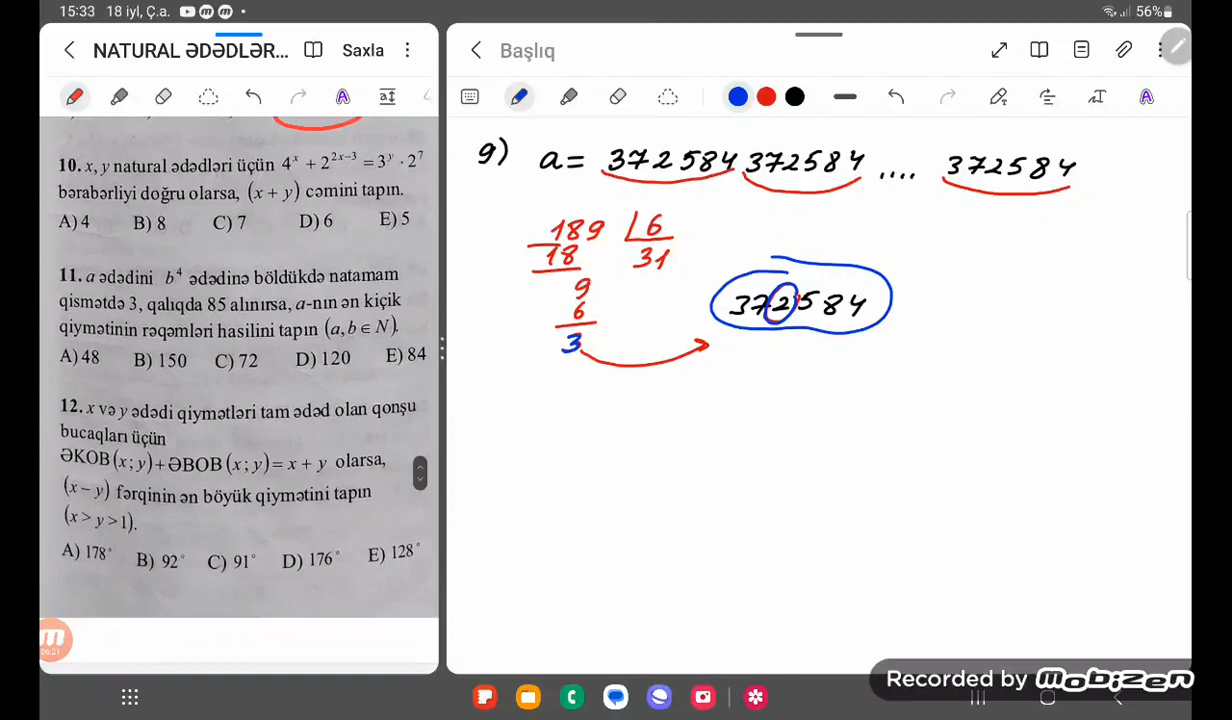 15:33 18 iyl, Ç.a. 56%
NATURAL ƏDƏDLƏR... Saxla
Başlıq
10. x, y natural ədədləri üçün 4^x + 2^{2x−3} = 3^y · 2^7
bərabərliyi doğru olarsa, (x + y) cəmini tapın.
A) 4 B) 8 C) 7 D) 6 E) 5
11. a ədədini b^4 ədədinə böldükdə natamam
qismətdə 3, qalıqda 85 alınırsa, a-nın ən kiçik
qiymətinin rəqəmləri hasilini tapın (a, b ∈ N).
A) 48 B) 150 C) 72 D) 120 E) 84
12. x və y ədədi qiymətləri tam ədəd olan qonşu
bucaqları üçün
ƏKOB(x; y) + ƏBOB(x; y) = x + y olarsa,
(x − y) fərqinin ən böyük qiymətini tapın
(x > y > 1).
A) 178° B) 92° C) 91° D) 176° E) 128°
06:21
9) a = 372584 372584 .... 372584
189 6
18 31
9
6
3
372584
Recorded by mobizen